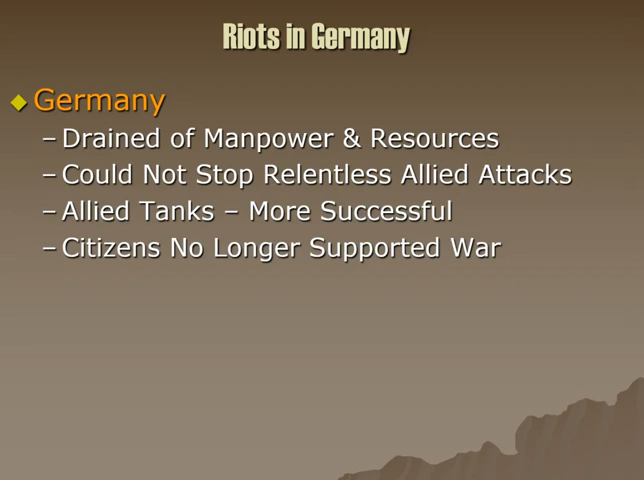 Riots in Germany
Germany
– Drained of Manpower & Resources
– Could Not Stop Relentless Allied Attacks
– Allied Tanks – More Successful
– Citizens No Longer Supported War